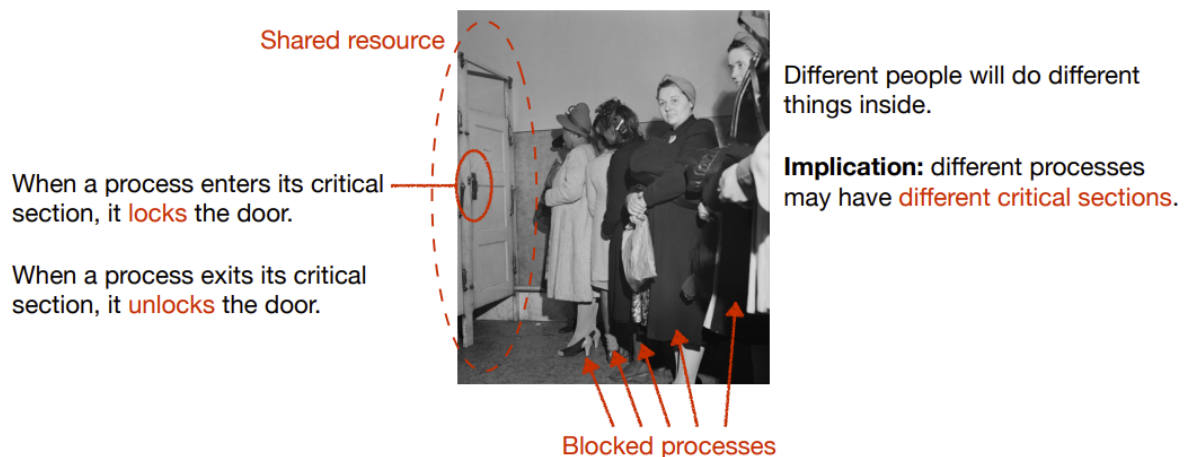 Shared resource
When a process enters its critical
section, it locks the door.
When a process exits its critical
section, it unlocks the door.
Different people will do different
things inside.
Implication: different processes
may have different critical sections.
Blocked processes